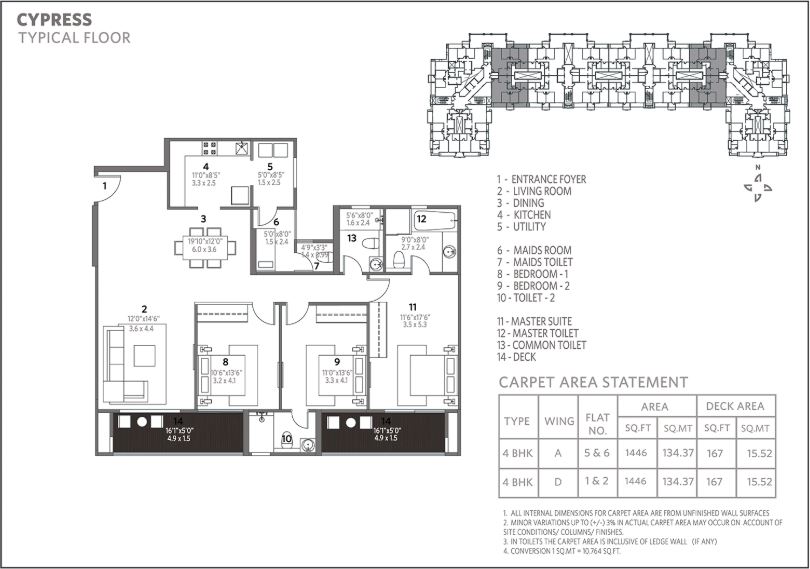 CYPRESS
TYPICAL FLOOR
N
1 - ENTRANCE FOYER
2 - LIVING ROOM
3 - DINING
4 - KITCHEN
5 - UTILITY
6 - MAIDS ROOM
7 - MAIDS TOILET
8 - BEDROOM - 1
9 - BEDROOM - 2
10 - TOILET - 2
11 - MASTER SUITE
12 - MASTER TOILET
13 - COMMON TOILET
14 - DECK
1
4
11'0"x8'5"
3.3 x 2.5
5
5'0"x8'5"
1.5 x 2.5
3
19'10"x12'0"
6.0 x 3.6
6
5'0"x8'0"
1.5 x 2.4
4'9"x3'3"
7
5'6"x8'0"
1.6 x 2.4
13
12
9'0"x8'0"
2.7 x 2.4
2
12'0"x14'6"
3.6 x 4.4
8
10'6"x13'6"
3.2 x 4.1
9
11'0"x13'6"
3.3 x 4.1
11
11'6"x17'6"
3.5 x 5.3
14
16'1"x5'0"
4.9 x 1.5
10
14
16'1"x5'0"
4.9 x 1.5
CARPET AREA STATEMENT
TYPE WING FLAT NO. AREA DECK AREA
SQ.FT SQ.MT SQ.FT SQ.MT
4 BHK A 5 & 6 1446 134.37 167 15.52
4 BHK D 1 & 2 1446 134.37 167 15.52
1. ALL INTERNAL DIMENSIONS FOR CARPET AREA ARE FROM UNFINISHED WALL SURFACES
2. MINOR VARIATIONS UP TO (+/-) 3% IN ACTUAL CARPET AREA MAY OCCUR ON ACCOUNT OF
SITE CONDITIONS/ COLUMNS/ FINISHES.
3. IN TOILETS THE CARPET AREA IS INCLUSIVE OF LEDGE WALL (IF ANY)
4. CONVERSION 1 SQ.MT = 10.764 SQ.FT.